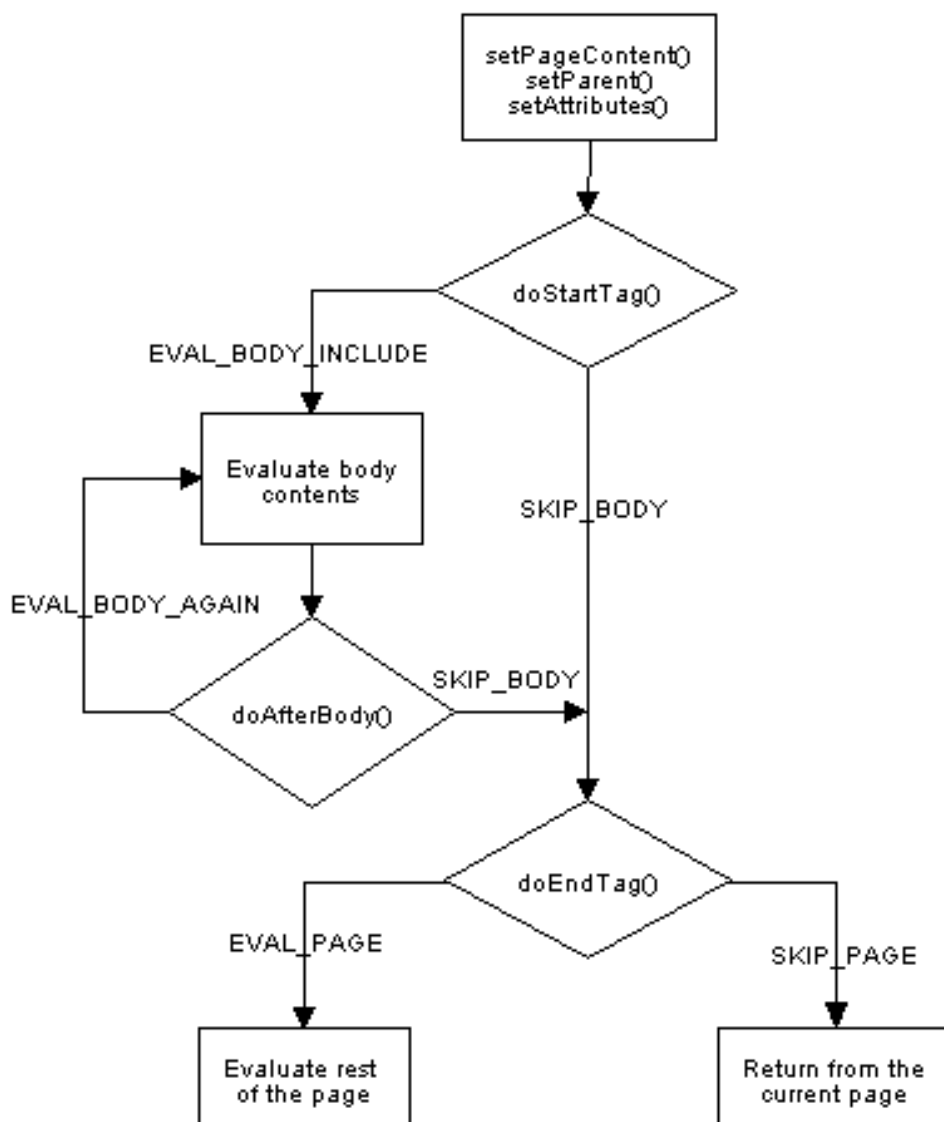 setPageContent()
setParent()
setAttributes()
doStartTag()
EVAL_BODY_INCLUDE
Evaluate body
contents
SKIP_BODY
EVAL_BODY_AGAIN
SKIP_BODY
doAfterBody()
doEndTag()
EVAL_PAGE
SKIP_PAGE
Evaluate rest
of the page
Return from the
current page